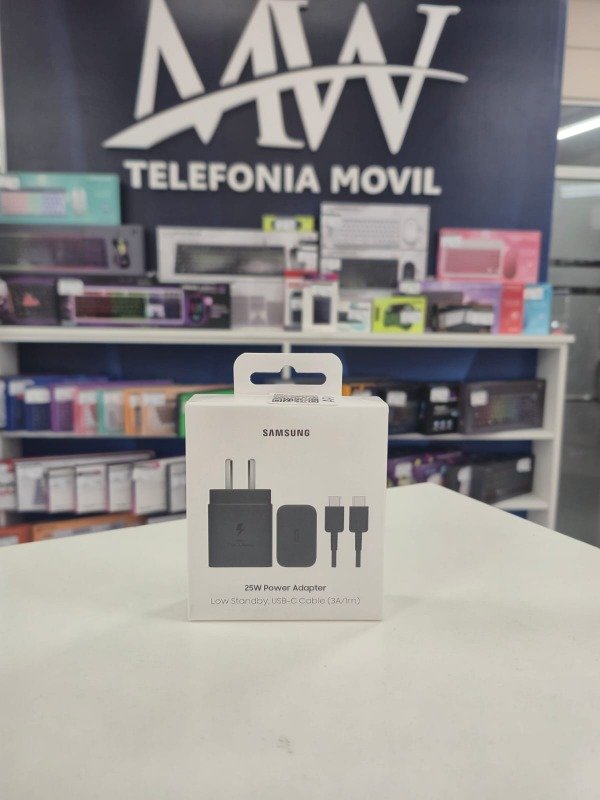 MW
TELEFONIA MOVIL
SAMSUNG
25W Power Adapter
Low Standby, USB-C Cable (3A/1m)